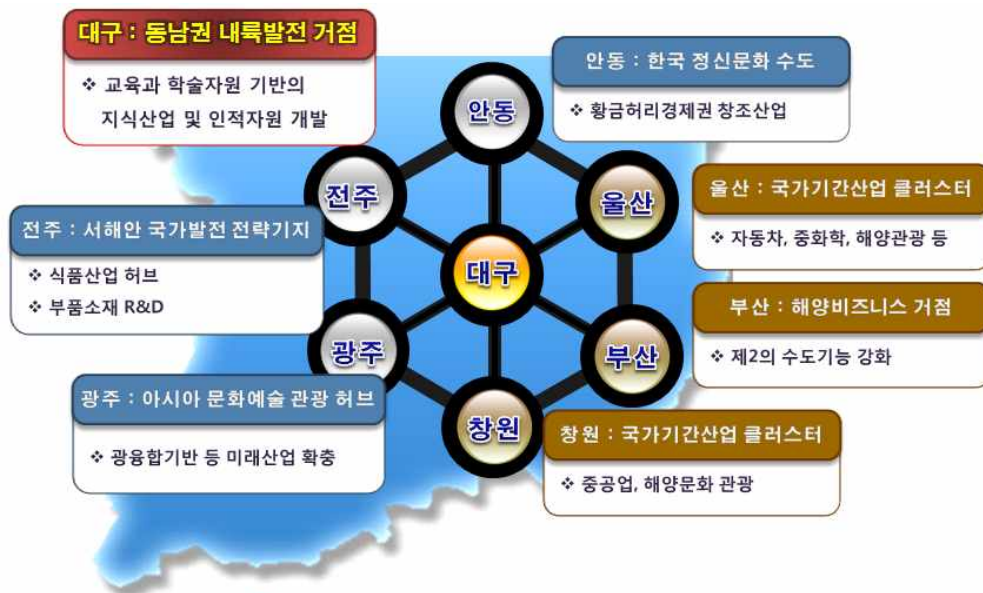 대구 : 동남권 내륙발전 거점
❖ 교육과 학술자원 기반의
지식산업 및 인적자원 개발
안동 : 한국 정신문화 수도
❖ 황금허리경제권 창조산업
안동
전주
울산
울산 : 국가기간산업 클러스터
❖ 자동차, 중화학, 해양관광 등
전주 : 서해안 국가발전 전략기지
❖ 식품산업 허브
❖ 부품소재 R&D
대구
부산 : 해양비즈니스 거점
❖ 제2의 수도기능 강화
광주
부산
광주 : 아시아 문화예술 관광 허브
❖ 광융합기반 등 미래산업 확충
창원
창원 : 국가기간산업 클러스터
❖ 중공업, 해양문화 관광